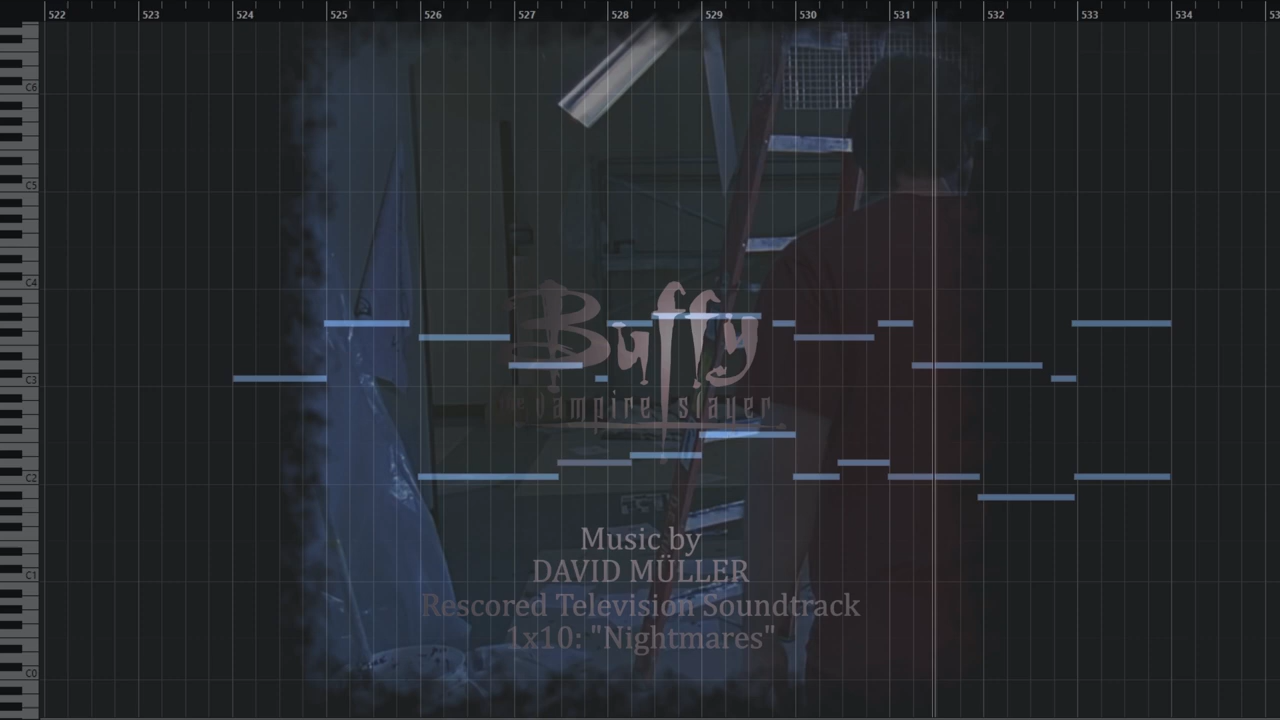 522 523 524 525 526 527 528 529 530 531 532 533 534
C6
C5
C4
Buffy
the vampire slayer
C3
C2
Music by
DAVID MÜLLER
C1
Rescored Television Soundtrack
1x10: "Nightmares"
C0